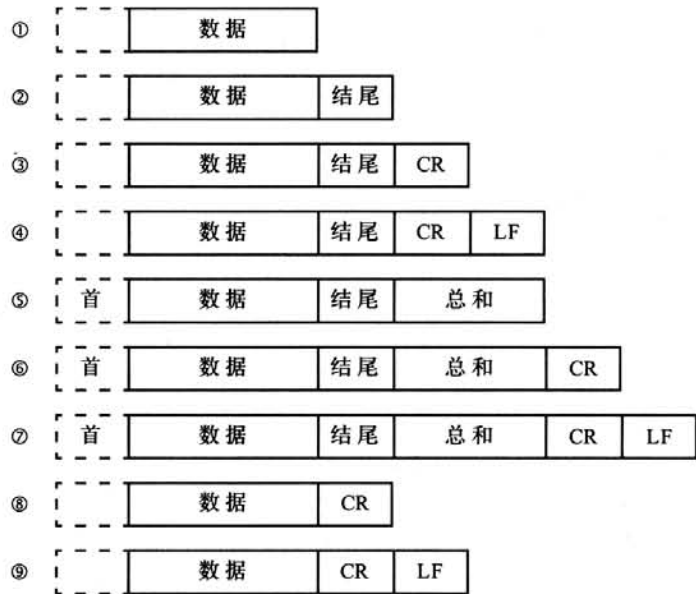 ① 数据
② 数据 结尾
③ 数据 结尾 CR
④ 数据 结尾 CR LF
⑤ 首 数据 结尾 总和
⑥ 首 数据 结尾 总和 CR
⑦ 首 数据 结尾 总和 CR LF
⑧ 数据 CR
⑨ 数据 CR LF